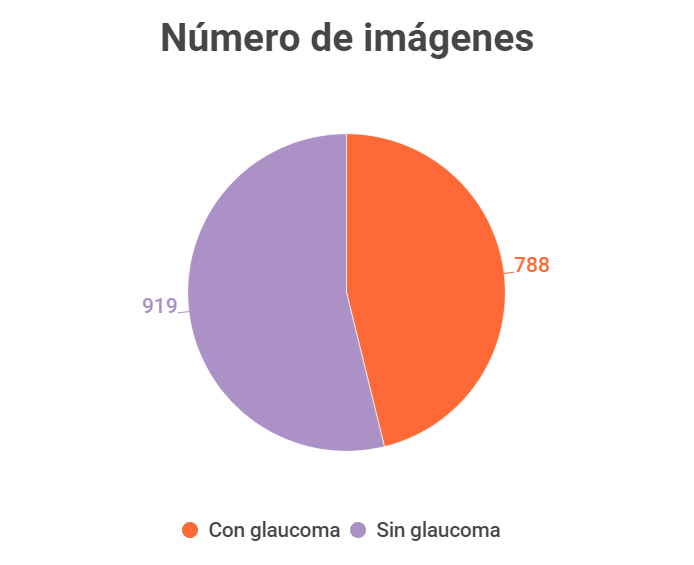 Número de imágenes
788
919
Con glaucoma
Sin glaucoma